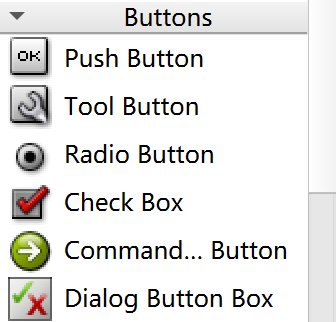 Buttons
OK Push Button
Tool Button
Radio Button
Check Box
Command... Button
Dialog Button Box